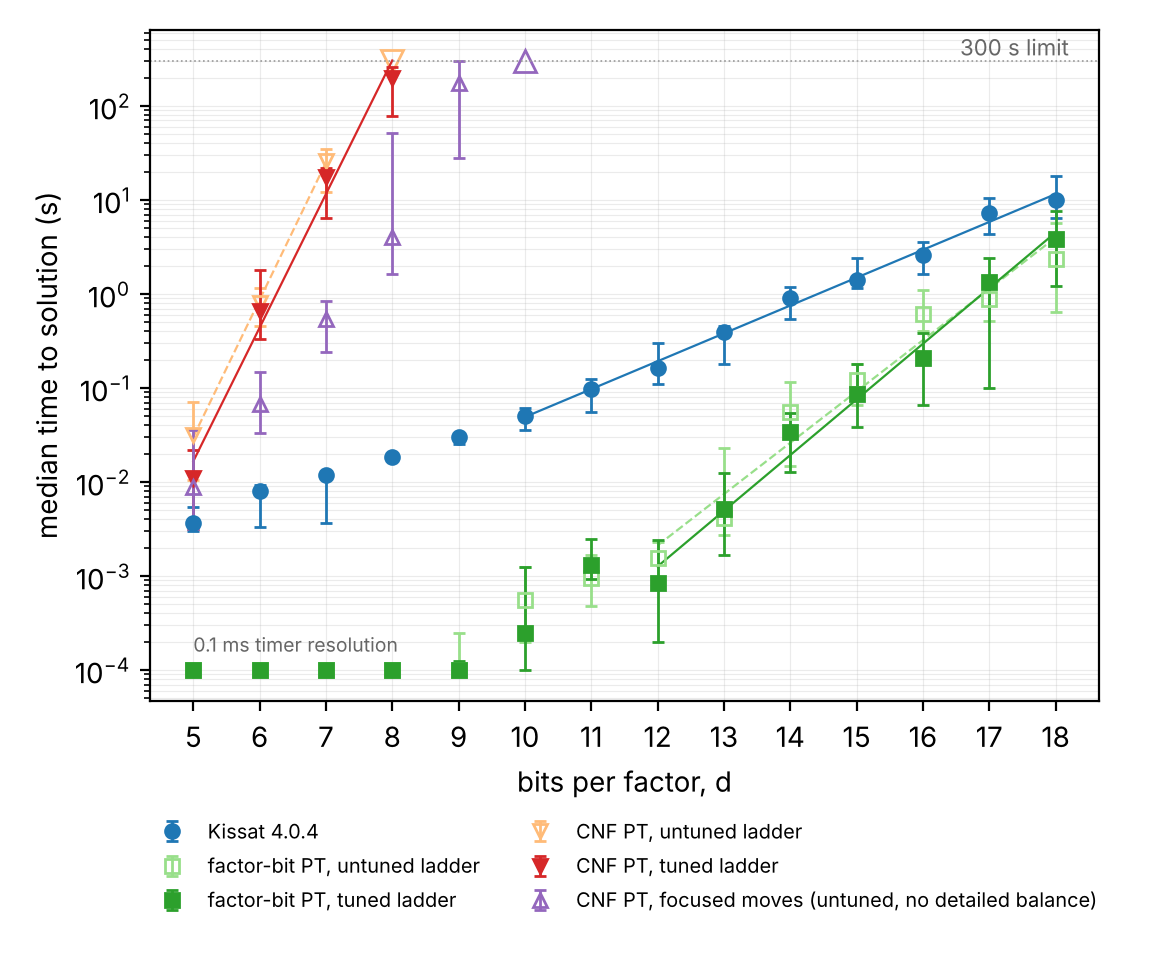 300 s limit
10²
10¹
10⁰
10⁻¹
10⁻²
10⁻³
10⁻⁴
median time to solution (s)
0.1 ms timer resolution
5 6 7 8 9 10 11 12 13 14 15 16 17 18
bits per factor, d
Kissat 4.0.4
factor-bit PT, untuned ladder
factor-bit PT, tuned ladder
CNF PT, untuned ladder
CNF PT, tuned ladder
CNF PT, focused moves (untuned, no detailed balance)